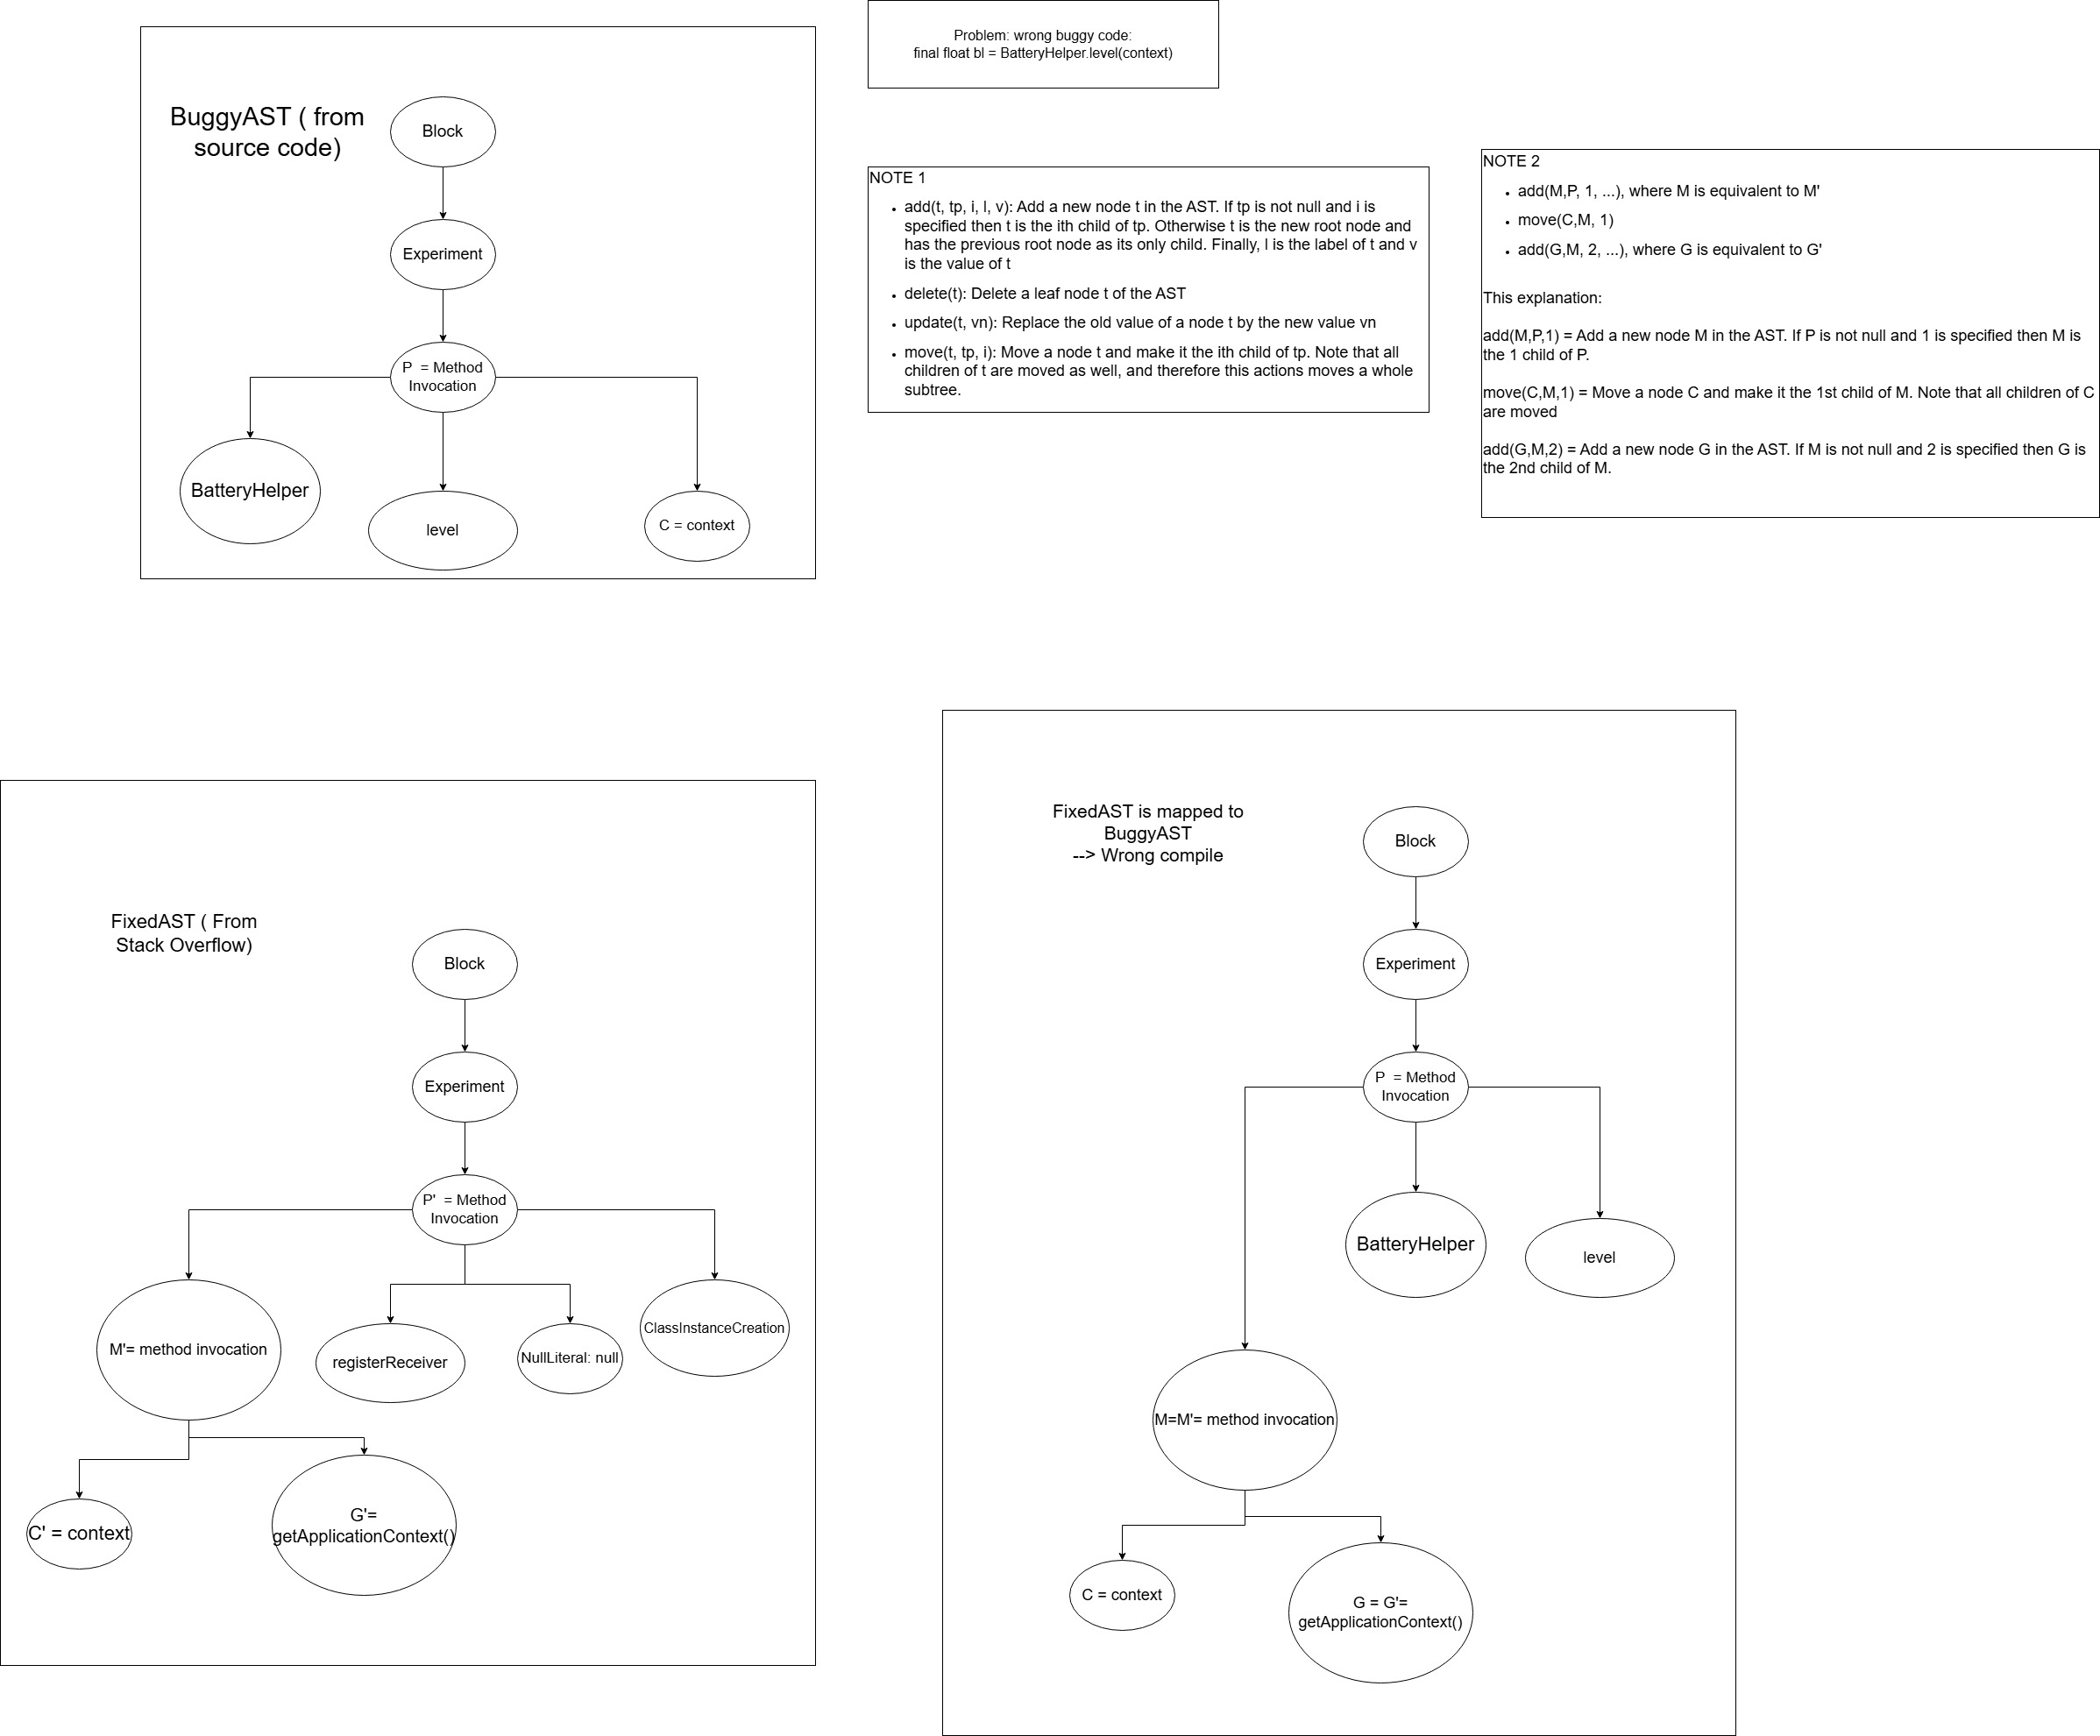 Problem: wrong buggy code:
final float bl = BatteryHelper.level(context)
BuggyAST ( from
source code)
Block
Experiment
P  = Method
Invocation
BatteryHelper
level
C = context
NOTE 1
• add(t, tp, i, l, v): Add a new node t in the AST. If tp is not null and i is
specified then t is the ith child of tp. Otherwise t is the new root node and
has the previous root node as its only child. Finally, l is the label of t and v
is the value of t
• delete(t): Delete a leaf node t of the AST
• update(t, vn): Replace the old value of a node t by the new value vn
• move(t, tp, i): Move a node t and make it the ith child of tp. Note that all
children of t are moved as well, and therefore this actions moves a whole
subtree.
NOTE 2
• add(M,P, 1, ...), where M is equivalent to M'
• move(C,M, 1)
• add(G,M, 2, ...), where G is equivalent to G'
This explanation:
add(M,P,1) = Add a new node M in the AST. If P is not null and 1 is specified then M is
the 1 child of P.
move(C,M,1) = Move a node C and make it the 1st child of M. Note that all children of C
are moved
add(G,M,2) = Add a new node G in the AST. If M is not null and 2 is specified then G is
the 2nd child of M.
FixedAST ( From
Stack Overflow)
Block
Experiment
P'  = Method
Invocation
M'= method invocation
registerReceiver
NullLiteral: null
ClassInstanceCreation
C' = context
G'=
getApplicationContext()
FixedAST is mapped to
BuggyAST
--> Wrong compile
Block
Experiment
P  = Method
Invocation
BatteryHelper
level
M=M'= method invocation
C = context
G = G'=
getApplicationContext()